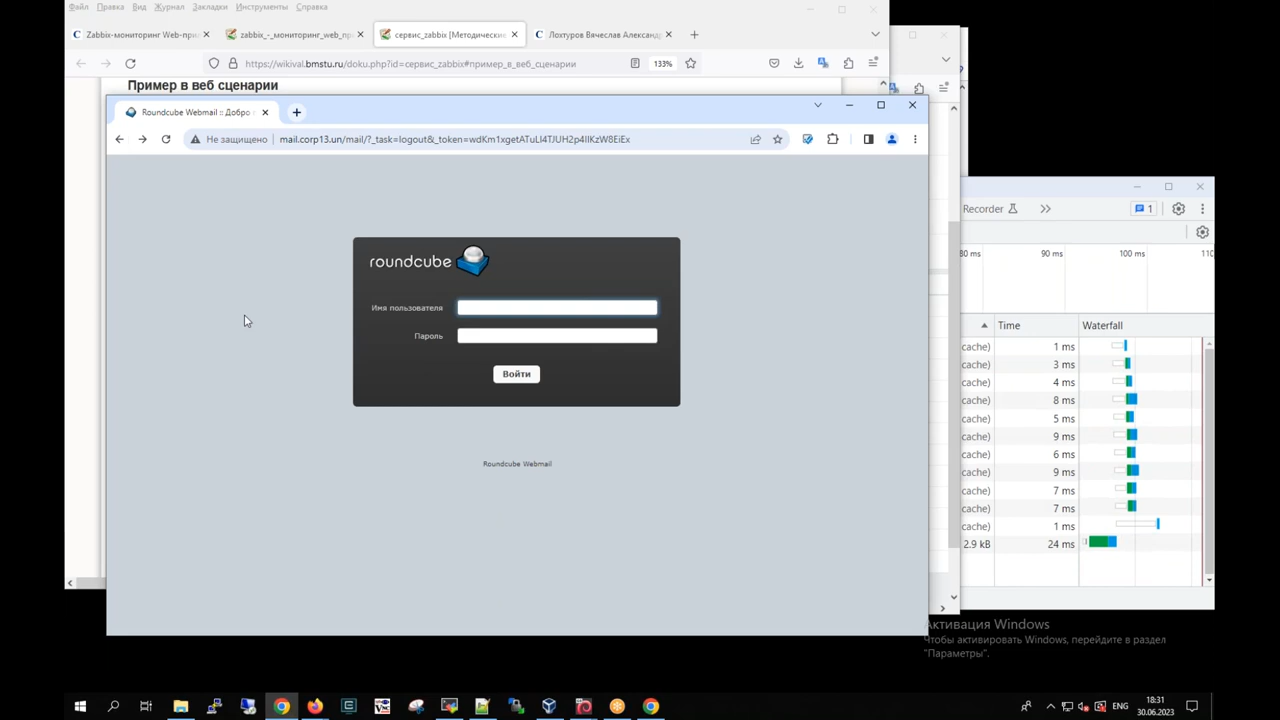 Файл Правка Вид Журнал Закладки Инструменты Справка
Zabbix-мониторинг Web-при
zabbix_-_мониторинг_web_пр
сервис_zabbix [Методические
Лохтуров Вячеслав Александр
https://wikival.bmstu.ru/doku.php?id=сервис_zabbix#пример_в_веб_сценарии
133%
Пример в веб сценарии
Roundcube Webmail :: Добро
Не защищено
mail.corp13.un/mail/?_task=logout&_token=wdKm1xgetATuLI4TJUH2p4IIKzW8EiEx
roundcube
Имя пользователя
Пароль
Войти
Roundcube Webmail
Recorder
1
80 ms
90 ms
100 ms
110
Time
Waterfall
cache) 1 ms
cache) 3 ms
cache) 4 ms
cache) 8 ms
cache) 5 ms
cache) 9 ms
cache) 6 ms
cache) 9 ms
cache) 7 ms
cache) 7 ms
cache) 1 ms
2.9 kB 24 ms
Активация Windows
Чтобы активировать Windows, перейдите в раздел
"Параметры".
ENG
18:31
30.06.2023